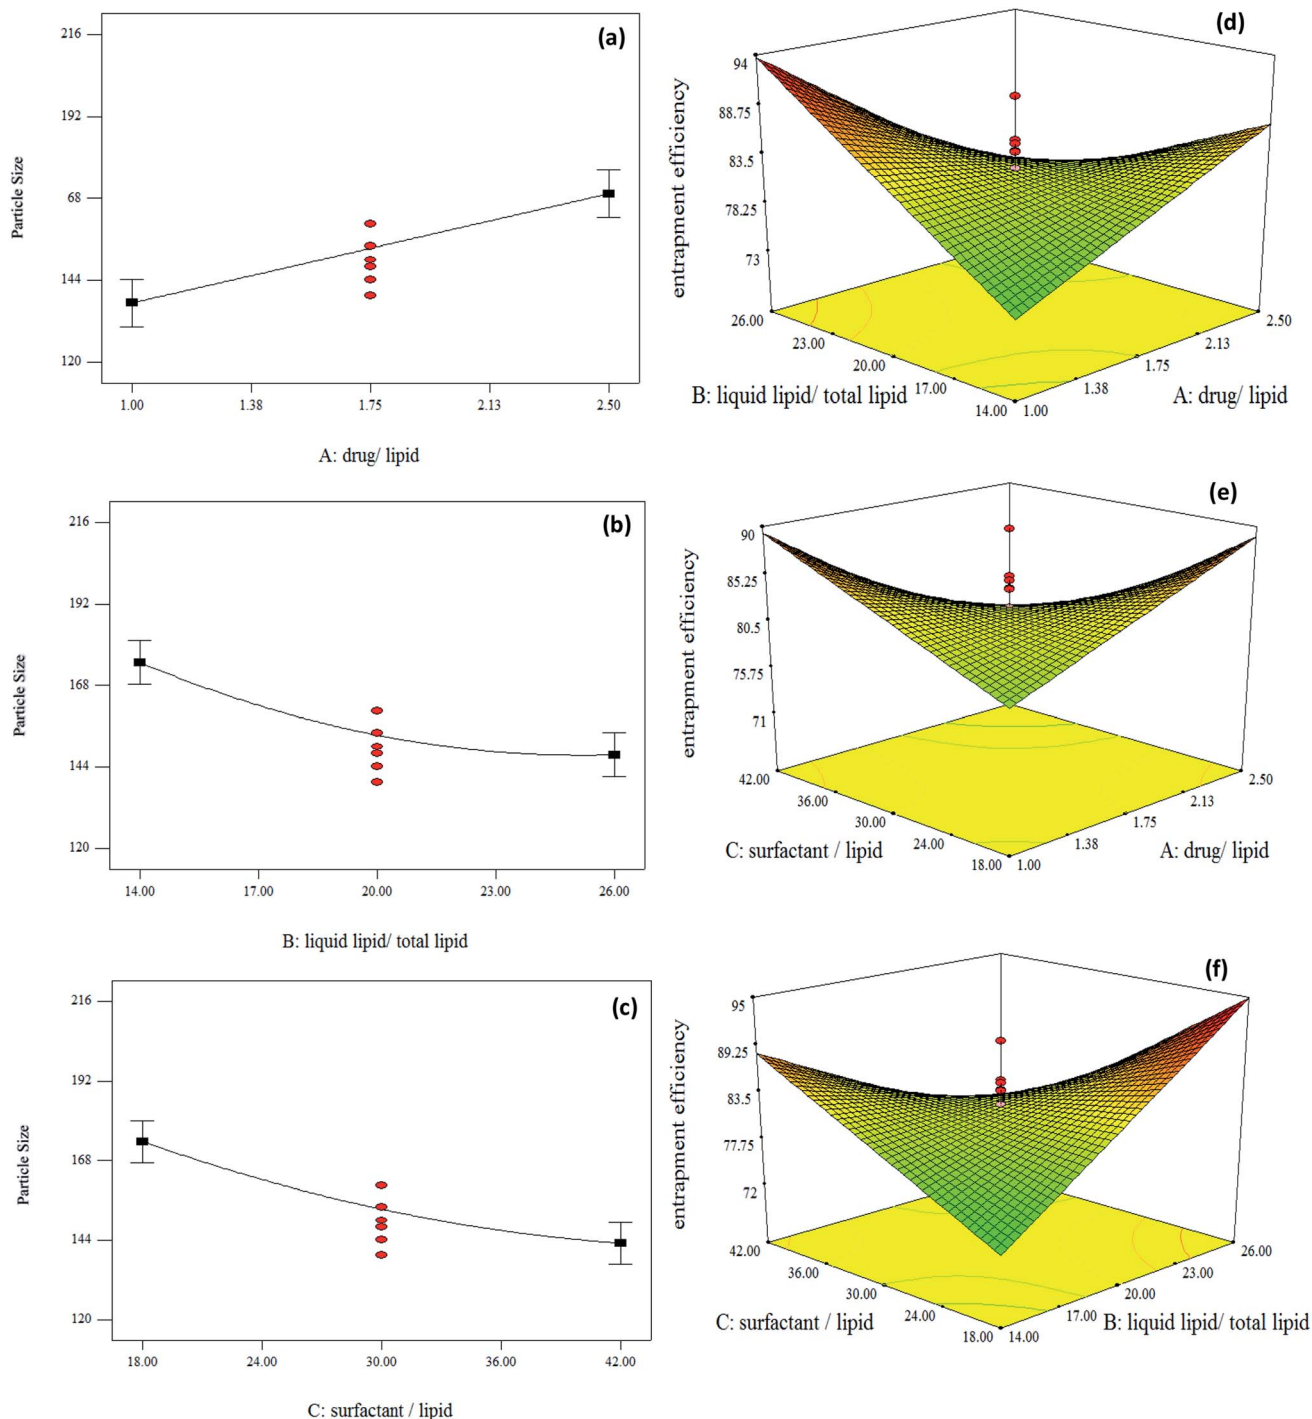 (a)
216
192
68
144
120
Particle Size
1.00 1.38 1.75 2.13 2.50
A: drug/ lipid
(d)
94
88.75
83.5
78.25
73
entrapment efficiency
26.00 23.00 20.00 17.00 14.00
1.00 1.38 1.75 2.13 2.50
B: liquid lipid/ total lipid
A: drug/ lipid
(b)
216
192
168
144
120
Particle Size
14.00 17.00 20.00 23.00 26.00
B: liquid lipid/ total lipid
(e)
90
85.25
80.5
75.75
71
entrapment efficiency
42.00 36.00 30.00 24.00 18.00
1.00 1.38 1.75 2.13 2.50
C: surfactant / lipid
A: drug/ lipid
(c)
216
192
168
144
120
Particle Size
18.00 24.00 30.00 36.00 42.00
C: surfactant / lipid
(f)
95
89.25
83.5
77.75
72
entrapment efficiency
42.00 36.00 30.00 24.00 18.00
14.00 17.00 20.00 23.00 26.00
C: surfactant / lipid
B: liquid lipid/ total lipid